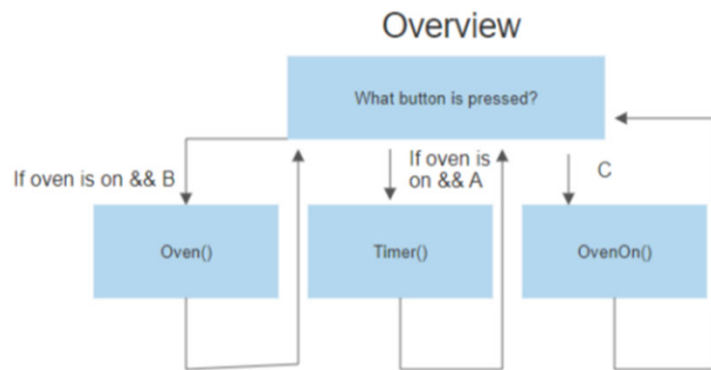 Overview
What button is pressed?
If oven is on && B
If oven is
on && A
C
Oven()
Timer()
OvenOn()